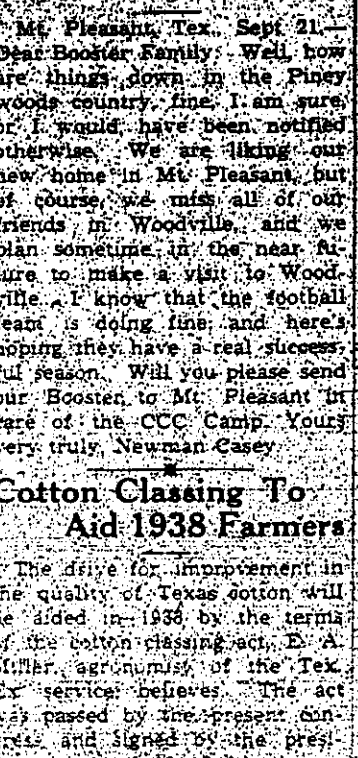 Mt. Pleasant, Tex., Sept. 21.—
Dear Booster Family: Well, how
are things down in the Piney
woods country, fine, I am sure,
or I would have been notified
otherwise. We are liking our
new home in Mt. Pleasant, but
of course, we miss all of our
friends in Woodville, and we
plan sometime in the near fu-
ture to make a visit to Wood-
ville. I know that the football
team is doing fine, and here's
hoping they have a real success-
ful season. Will you please send
our Booster to Mt. Pleasant in
care of the CCC Camp. Yours
very truly, Newman Casey
Cotton Classing To
Aid 1938 Farmers
The drive for improvement in
the quality of Texas cotton will
be aided in 1938 by the terms
of the cotton classing act, E. A.
Miller, agronomist of the Tex.
Ex service believes. The act
was passed by the present con-
gress and signed by the presi-